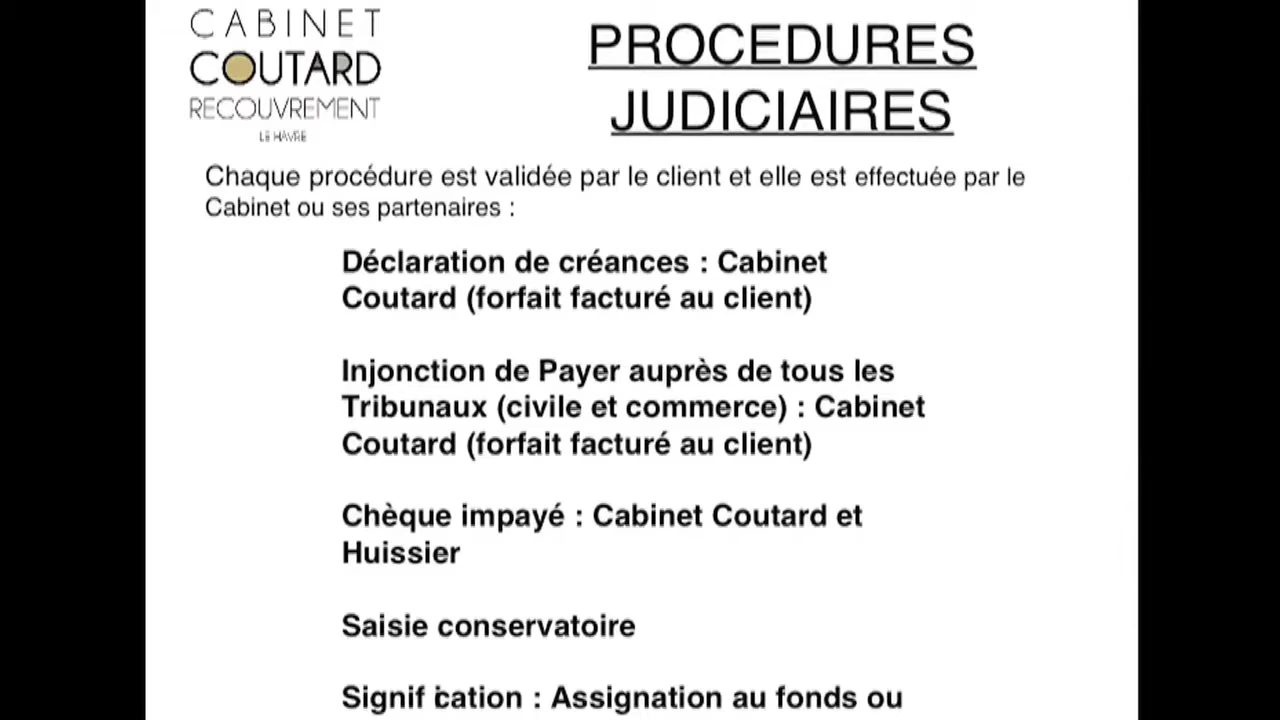 CABINET
COUTARD
RECOUVREMENT
LE HAVRE
PROCEDURES
JUDICIAIRES
Chaque procédure est validée par le client et elle est effectuée par le
Cabinet ou ses partenaires :
Déclaration de créances : Cabinet
Coutard (forfait facturé au client)
Injonction de Payer auprès de tous les
Tribunaux (civile et commerce) : Cabinet
Coutard (forfait facturé au client)
Chèque impayé : Cabinet Coutard et
Huissier
Saisie conservatoire
Signif ication : Assignation au fonds ou